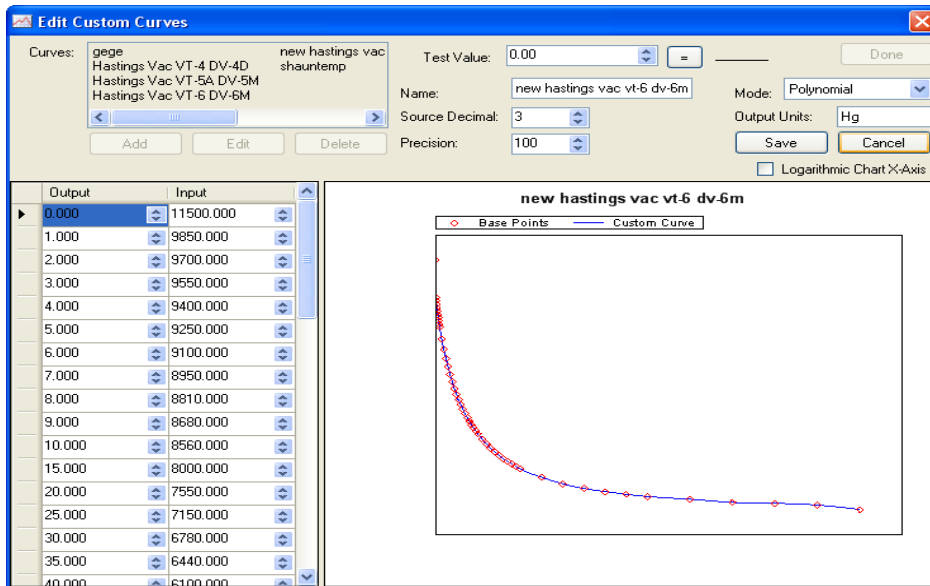 Edit Custom Curves
Curves:
gege
Hastings Vac VT-4 DV-4D
Hastings Vac VT-5A DV-5M
Hastings Vac VT-6 DV-6M
new hastings vac
shauntemp
Add Edit Delete
Test Value: 0.00 =
Done
Name: new hastings vac vt-6 dv-6m
Mode: Polynomial
Source Decimal: 3
Output Units: Hg
Precision: 100
Save Cancel
Logarithmic Chart X-Axis
Output Input
0.000 11500.000
1.000 9850.000
2.000 9700.000
3.000 9550.000
4.000 9400.000
5.000 9250.000
6.000 9100.000
7.000 8950.000
8.000 8810.000
9.000 8680.000
10.000 8560.000
15.000 8000.000
20.000 7550.000
25.000 7150.000
30.000 6780.000
35.000 6440.000
40.000 6100.000
new hastings vac vt-6 dv-6m
Base Points Custom Curve